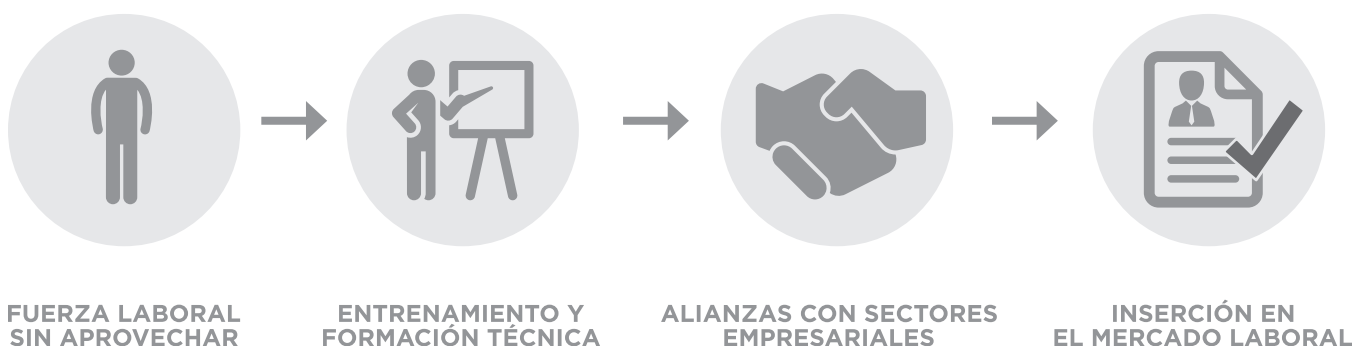 FUERZA LABORAL
SIN APROVECHAR
ENTRENAMIENTO Y
FORMACIÓN TÉCNICA
ALIANZAS CON SECTORES
EMPRESARIALES
INSERCIÓN EN
EL MERCADO LABORAL